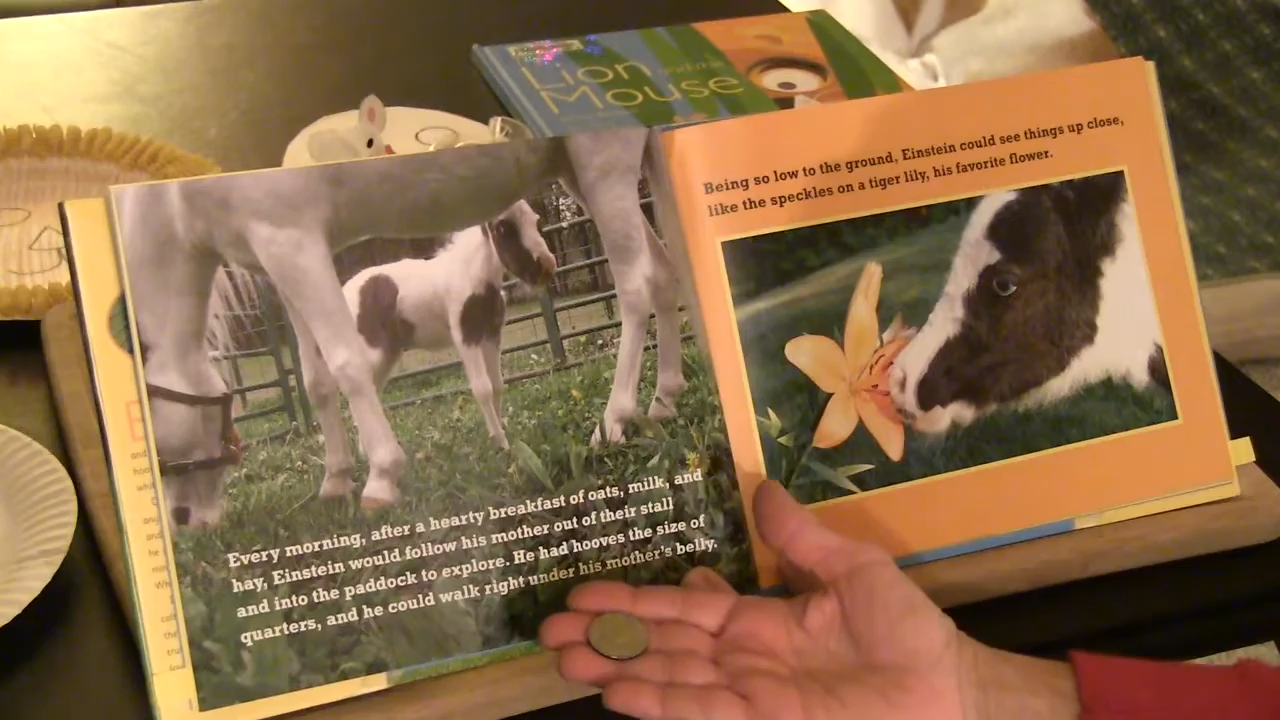 Lion and the
Mouse
Every morning, after a hearty breakfast of oats, milk, and
hay, Einstein would follow his mother out of their stall
and into the paddock to explore. He had hooves the size of
quarters, and he could walk right under his mother's belly.
Being so low to the ground, Einstein could see things up close,
like the speckles on a tiger lily, his favorite flower.